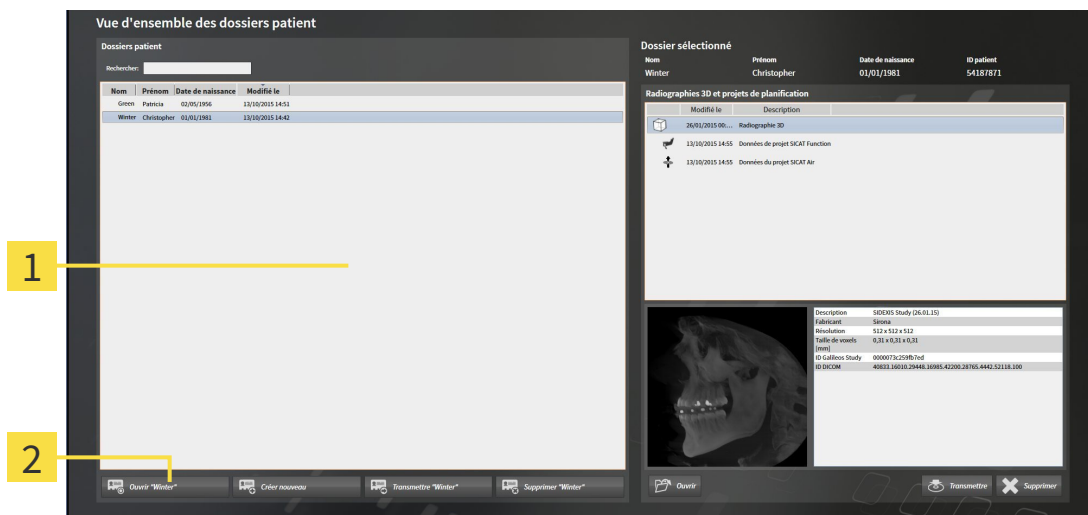 Vue d'ensemble des dossiers patient
Dossiers patient
Rechercher:
Nom Prénom Date de naissance Modifié le
Green Patricia 02/05/1956 13/10/2015 14:51
Winter Christopher 01/01/1981 13/10/2015 14:42
1
2
Ouvrir "Winter"
Créer nouveau
Transmettre "Winter"
Supprimer "Winter"
Dossier sélectionné
Nom Prénom Date de naissance ID patient
Winter Christopher 01/01/1981 54187871
Radiographies 3D et projets de planification
Modifié le Description
26/01/2015 00:... Radiographie 3D
13/10/2015 14:55 Données de projet SICAT Function
13/10/2015 14:55 Données du projet SICAT Air
Description SIDEXIS Study (26.01.15)
Fabricant Sirona
Résolution 512 x 512 x 512
Taille de voxels 0,31 x 0,31 x 0,31
[mm]
ID Galileos Study 0000073c259fb7ed
ID DICOM 40833.16010.29448.16985.42200.28765.4442.52118.100
Ouvrir
Transmettre
Supprimer